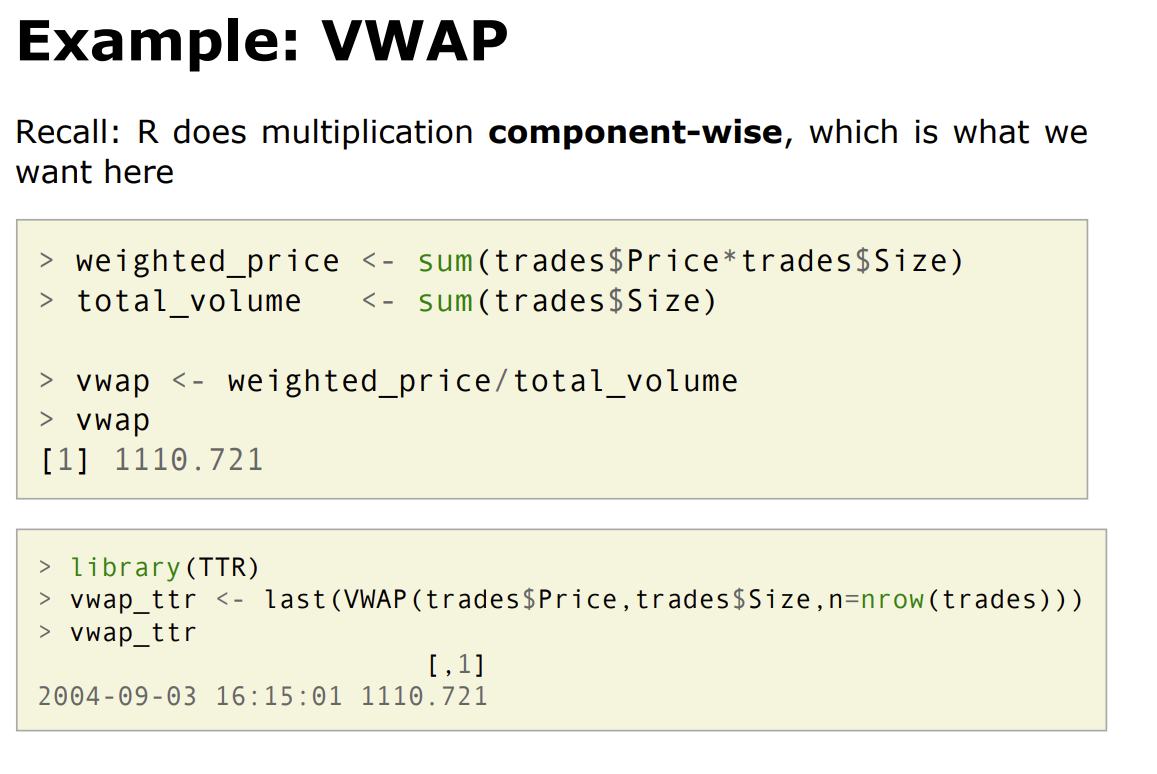 Example: VWAP
Recall: R does multiplication component-wise, which is what we
want here
> weighted_price <- sum(trades$Price*trades$Size)
> total_volume   <- sum(trades$Size)
> vwap <- weighted_price/total_volume
> vwap
[1] 1110.721
> library(TTR)
> vwap_ttr <- last(VWAP(trades$Price,trades$Size,n=nrow(trades)))
> vwap_ttr
[,1]
2004-09-03 16:15:01 1110.721